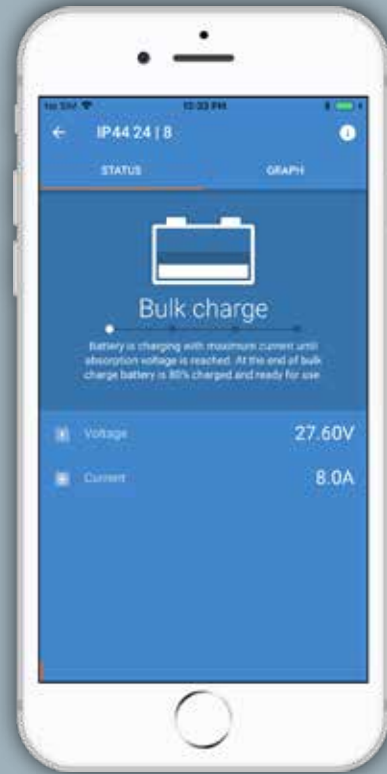 No SIM 10:33 PM
IP44 24 | 8
STATUS GRAPH
Bulk charge
Battery is charging with maximum current until
absorption voltage is reached. At the end of bulk
charge battery is 80% charged and ready for use
Voltage 27.60V
Current 8.0A